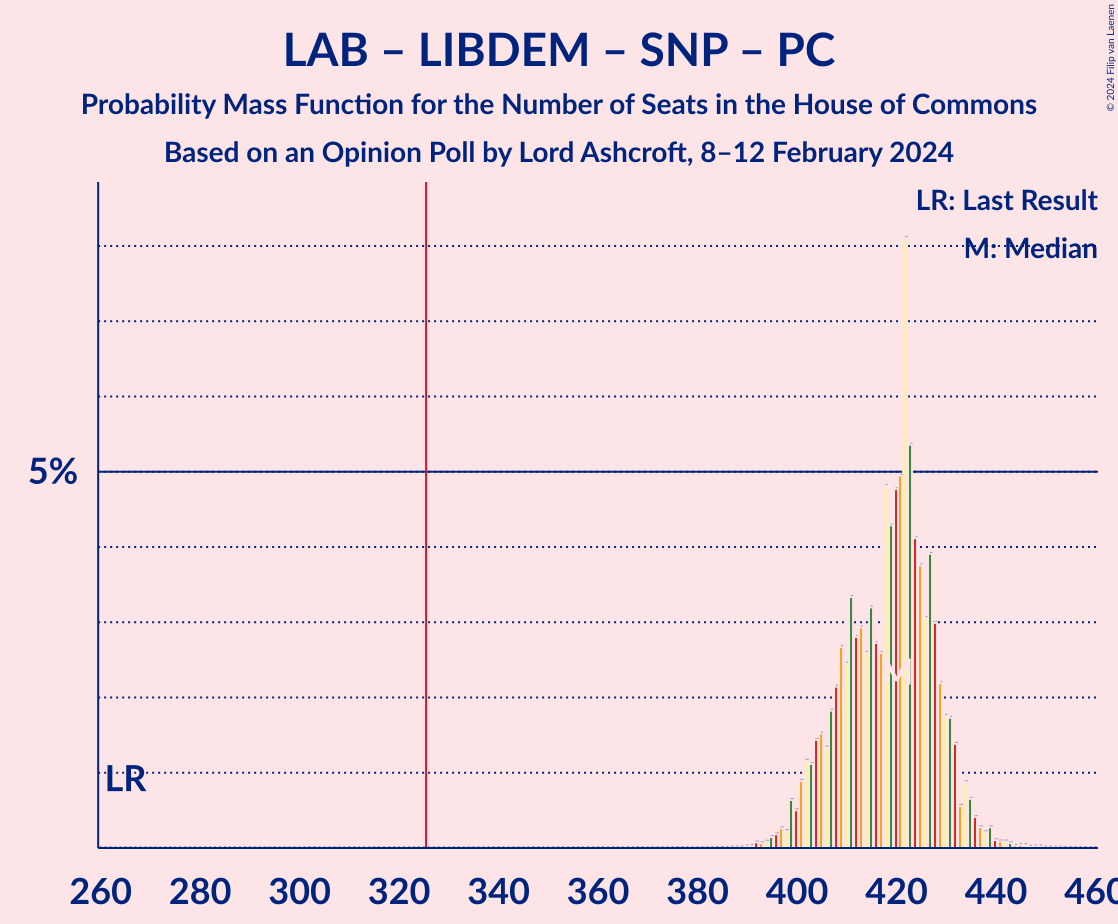 LAB – LIBDEM – SNP – PC
Probability Mass Function for the Number of Seats in the House of Commons
Based on an Opinion Poll by Lord Ashcroft, 8–12 February 2024
© 2024 Filip van Laenen
LR: Last Result
M: Median
5%
LR
M
260 280 300 320 340 360 380 400 420 440 460